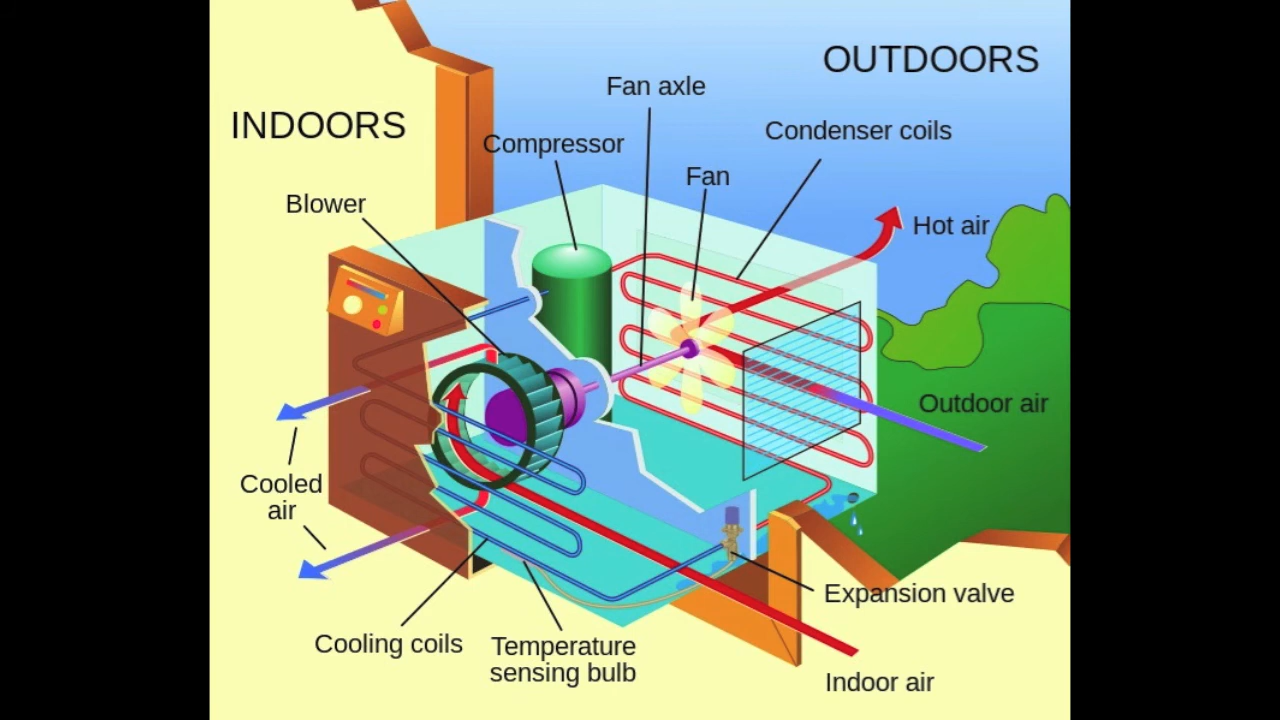 OUTDOORS
Fan axle
INDOORS
Condenser coils
Compressor
Fan
Blower
Hot air
Outdoor air
Cooled
air
Expansion valve
Cooling coils
Temperature
sensing bulb
Indoor air